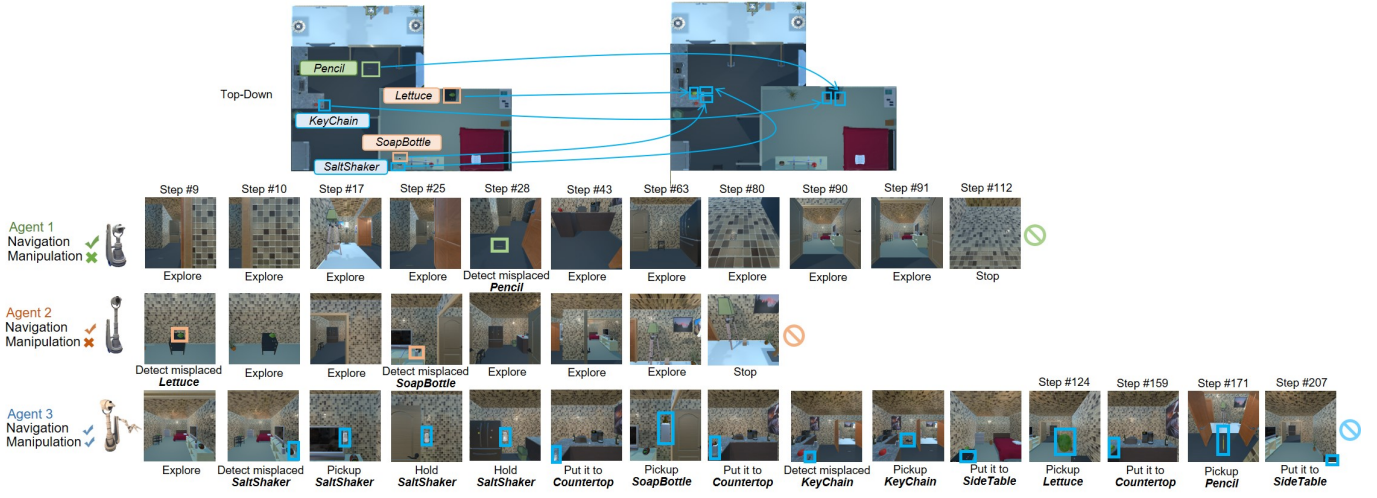 Top-Down
Pencil
Lettuce
KeyChain
SoapBottle
SaltShaker
Step #9 Step #10 Step #17 Step #25 Step #28 Step #43 Step #63 Step #80 Step #90 Step #91 Step #112
Agent 1
Navigation
Manipulation
Explore Explore Explore Explore Detect misplaced Explore Explore Explore Explore Explore Stop
Pencil
Agent 2
Navigation
Manipulation
Detect misplaced Explore Explore Detect misplaced Explore Explore Explore Stop
Lettuce SoapBottle
Step #124 Step #159 Step #171 Step #207
Agent 3
Navigation
Manipulation
Explore Detect misplaced Pickup Hold Hold Put it to Pickup Put it to Detect misplaced Pickup Put it to Pickup Put it to Pickup Put it to
SaltShaker SaltShaker SaltShaker SaltShaker Countertop SoapBottle Countertop KeyChain KeyChain SideTable Lettuce Countertop Pencil SideTable